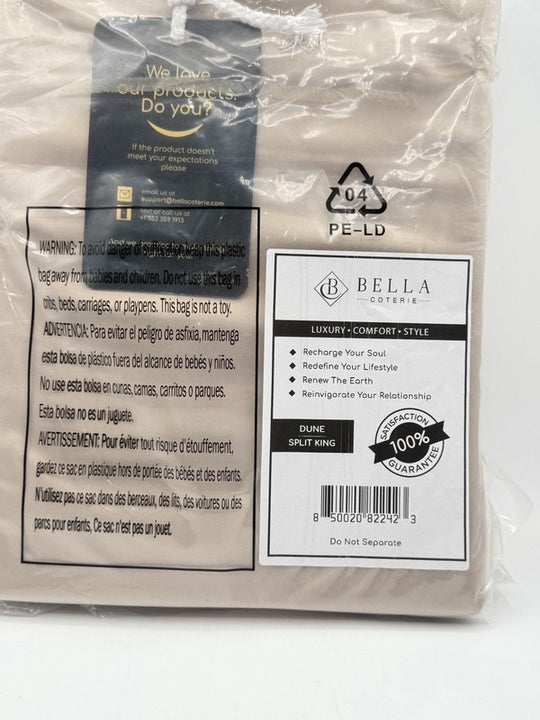 We love
our products.
Do you?
If the product doesn't
meet your expectations
please
email us at
support@bellacoterie.com
text or call us at
04
PE-LD
WARNING: To avoid danger of suffocation, keep this plastic
bag away from babies and children. Do not use this bag in
cribs, beds, carriages, or playpens. This bag is not a toy.
ADVERTENCIA: Para evitar el peligro de asfixia, mantenga
esta bolsa de plástico fuera del alcance de bebés y niños.
No use esta bolsa en cunas, camas, carritos o parques.
Esta bolsa no es un juguete.
AVERTISSEMENT: Pour éviter tout risque d'étouffement,
gardez ce sac en plastique hors de portée des bébés et des enfants.
N'utilisez pas ce sac dans des berceaux, des lits, des voitures ou des
parcs pour enfants. Ce sac n'est pas un jouet.
CB BELLA
COTERIE
LUXURY • COMFORT • STYLE
◆ Recharge Your Soul
◆ Redefine Your Lifestyle
◆ Renew The Earth
◆ Reinvigorate Your Relationship
DUNE
SPLIT KING
SATISFACTION
100%
GUARANTEE
8 50020 82242 3
Do Not Separate